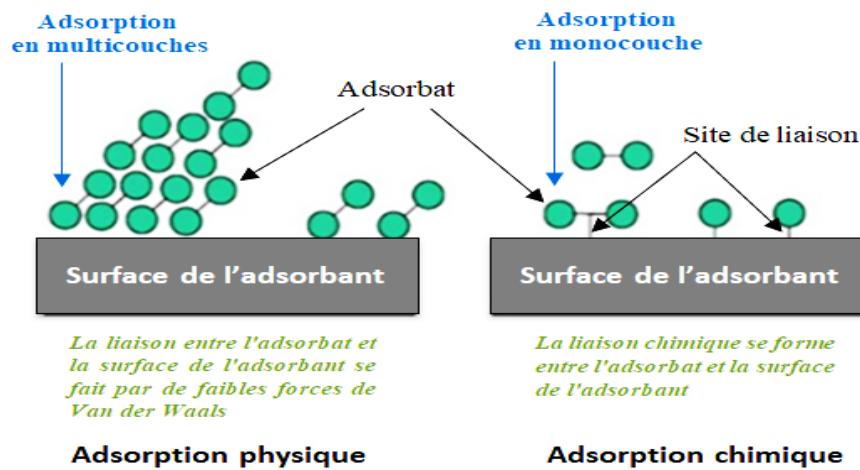 Adsorption
en multicouches
Adsorption
en monocouche
Adsorbat
Site de liaison
Surface de l’adsorbant
Surface de l’adsorbant
La liaison entre l'adsorbat et
la surface de l'adsorbant se
fait par de faibles forces de
Van der Waals
La liaison chimique se forme
entre l'adsorbat et la surface
de l'adsorbant
Adsorption physique
Adsorption chimique